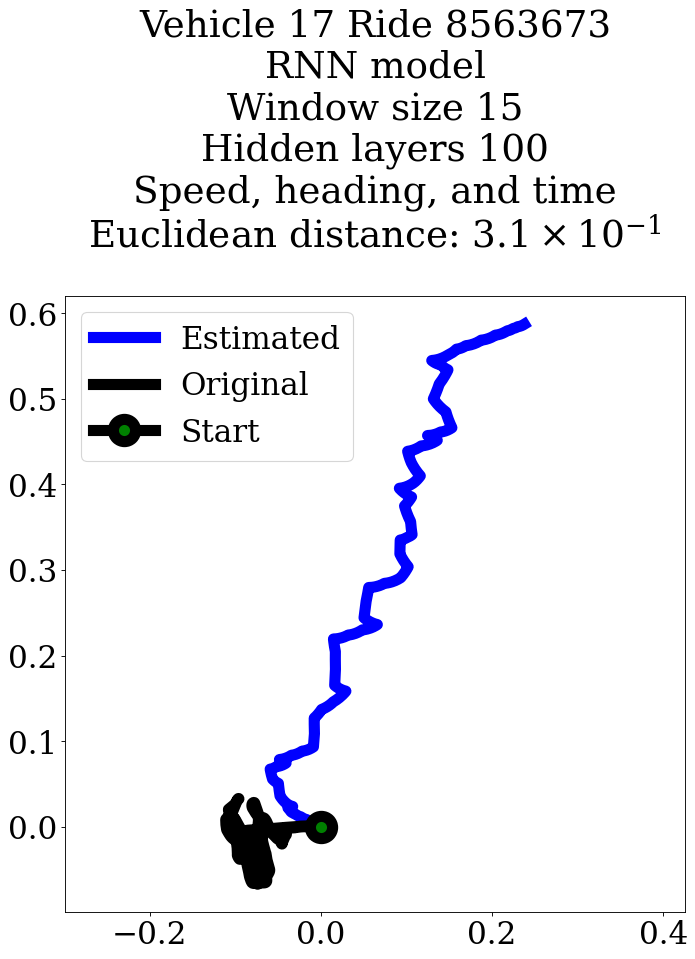 Vehicle 17 Ride 8563673
RNN model
Window size 15
Hidden layers 100
Speed, heading, and time
Euclidean distance: 3.1 × 10⁻¹
Estimated
Original
Start
0.6
0.5
0.4
0.3
0.2
0.1
0.0
−0.2 0.0 0.2 0.4